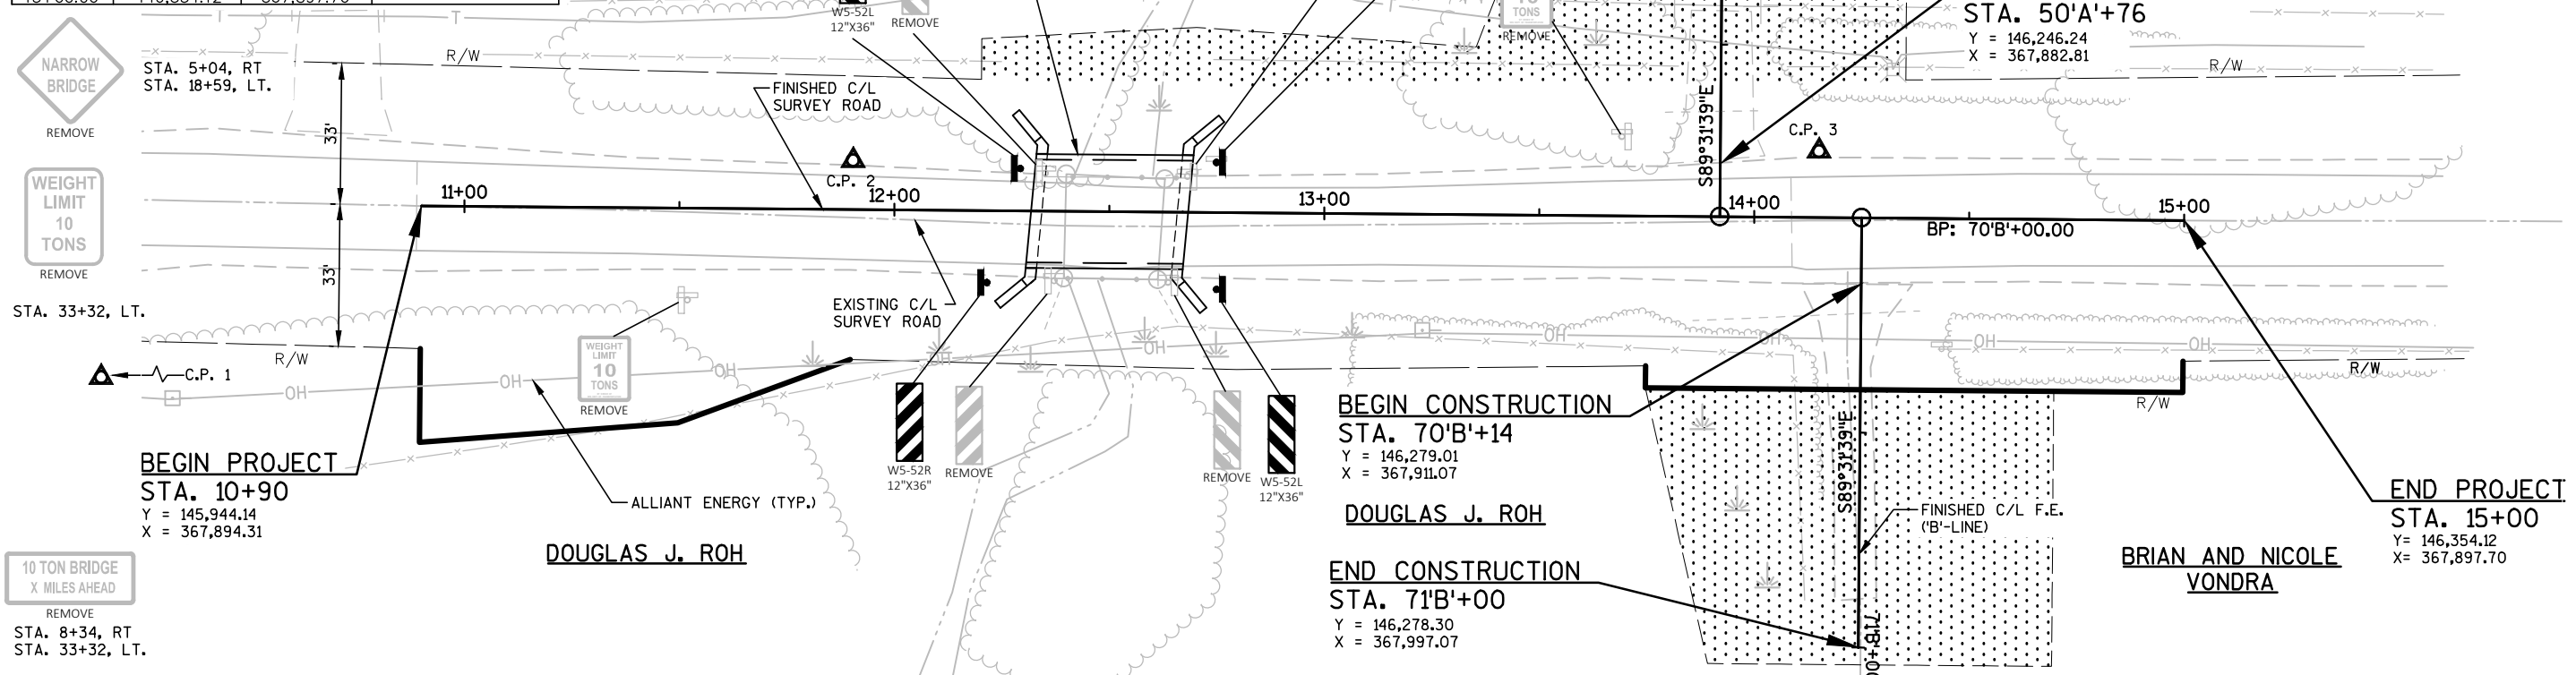 W5-52L
12"X36"
REMOVE
TONS
REMOVE
STA. 50'A'+76
Y = 146,246.24
X = 367,882.81
NARROW
BRIDGE
REMOVE
STA. 5+04, RT
STA. 18+59, LT.
R/W
R/W
FINISHED C/L
SURVEY ROAD
33'
33'
S89°31'39"E
C.P. 2
C.P. 3
WEIGHT
LIMIT
10
TONS
REMOVE
STA. 33+32, LT.
11+00
12+00
13+00
14+00
15+00
BP: 70'B'+00.00
EXISTING C/L
SURVEY ROAD
R/W
C.P. 1
OH
OH
OH
OH
OH
OH
OH
OH
OH
WEIGHT
LIMIT
10
TONS
REMOVE
R/W
R/W
BEGIN PROJECT
STA. 10+90
Y = 145,944.14
X = 367,894.31
ALLIANT ENERGY (TYP.)
DOUGLAS J. ROH
W5-52R
12"X36"
REMOVE
REMOVE
W5-52L
12"X36"
BEGIN CONSTRUCTION
STA. 70'B'+14
Y = 146,279.01
X = 367,911.07
DOUGLAS J. ROH
END CONSTRUCTION
STA. 71'B'+00
Y = 146,278.30
X = 367,997.07
S89°31'39"E
FINISHED C/L F.E.
('B'-LINE)
BRIAN AND NICOLE
VONDRA
END PROJECT
STA. 15+00
Y= 146,354.12
X= 367,897.70
10 TON BRIDGE
X MILES AHEAD
REMOVE
STA. 8+34, RT
STA. 33+32, LT.